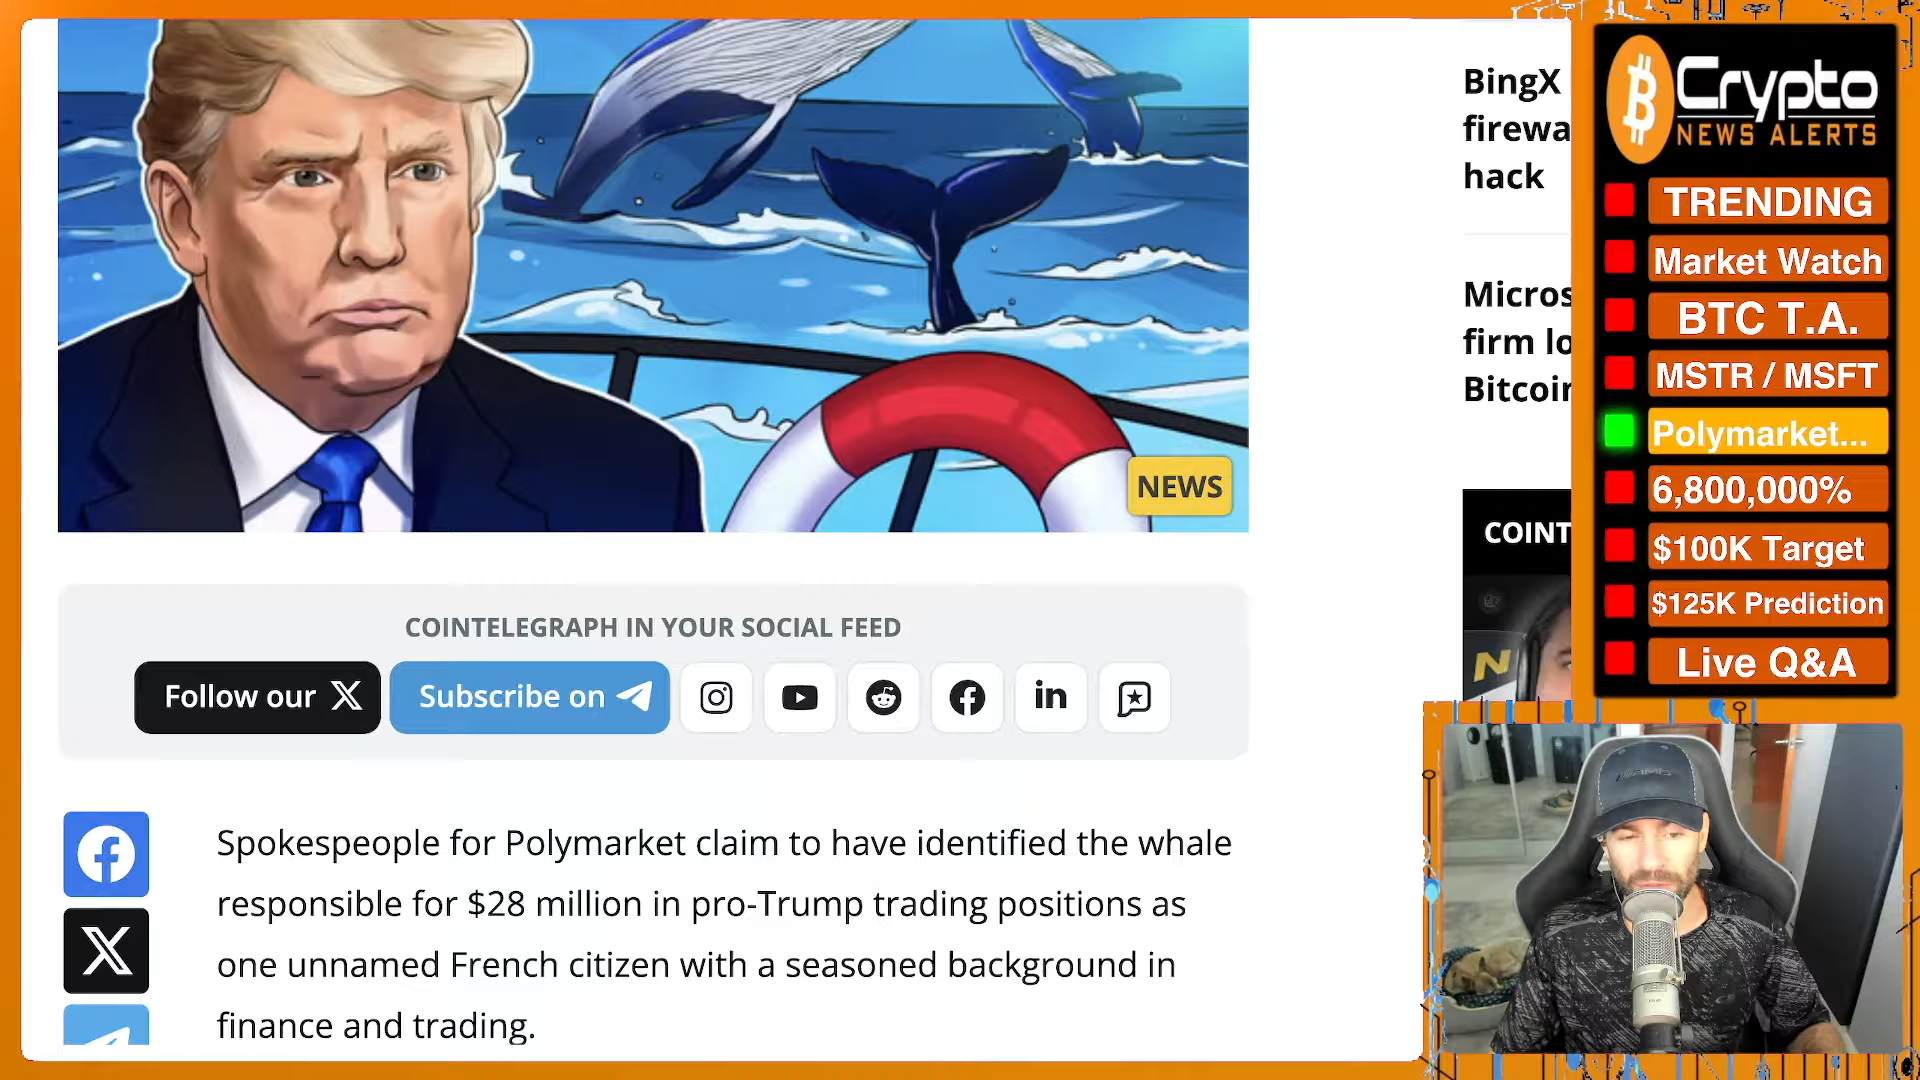 NEWS
COINTELEGRAPH IN YOUR SOCIAL FEED
Follow our X
Subscribe on
Spokespeople for Polymarket claim to have identified the whale
responsible for $28 million in pro-Trump trading positions as
one unnamed French citizen with a seasoned background in
finance and trading.
BingX
firewa
hack
Micros
firm lo
Bitcoin
COINT
N
Crypto
NEWS ALERTS
TRENDING
Market Watch
BTC T.A.
MSTR / MSFT
Polymarket...
6,800,000%
$100K Target
$125K Prediction
Live Q&A